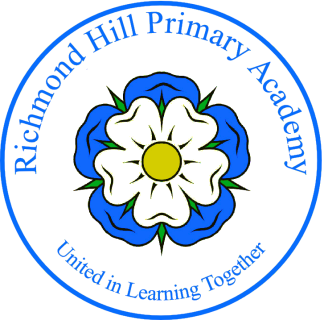 Richmond Hill Primary Academy
United in Learning Together